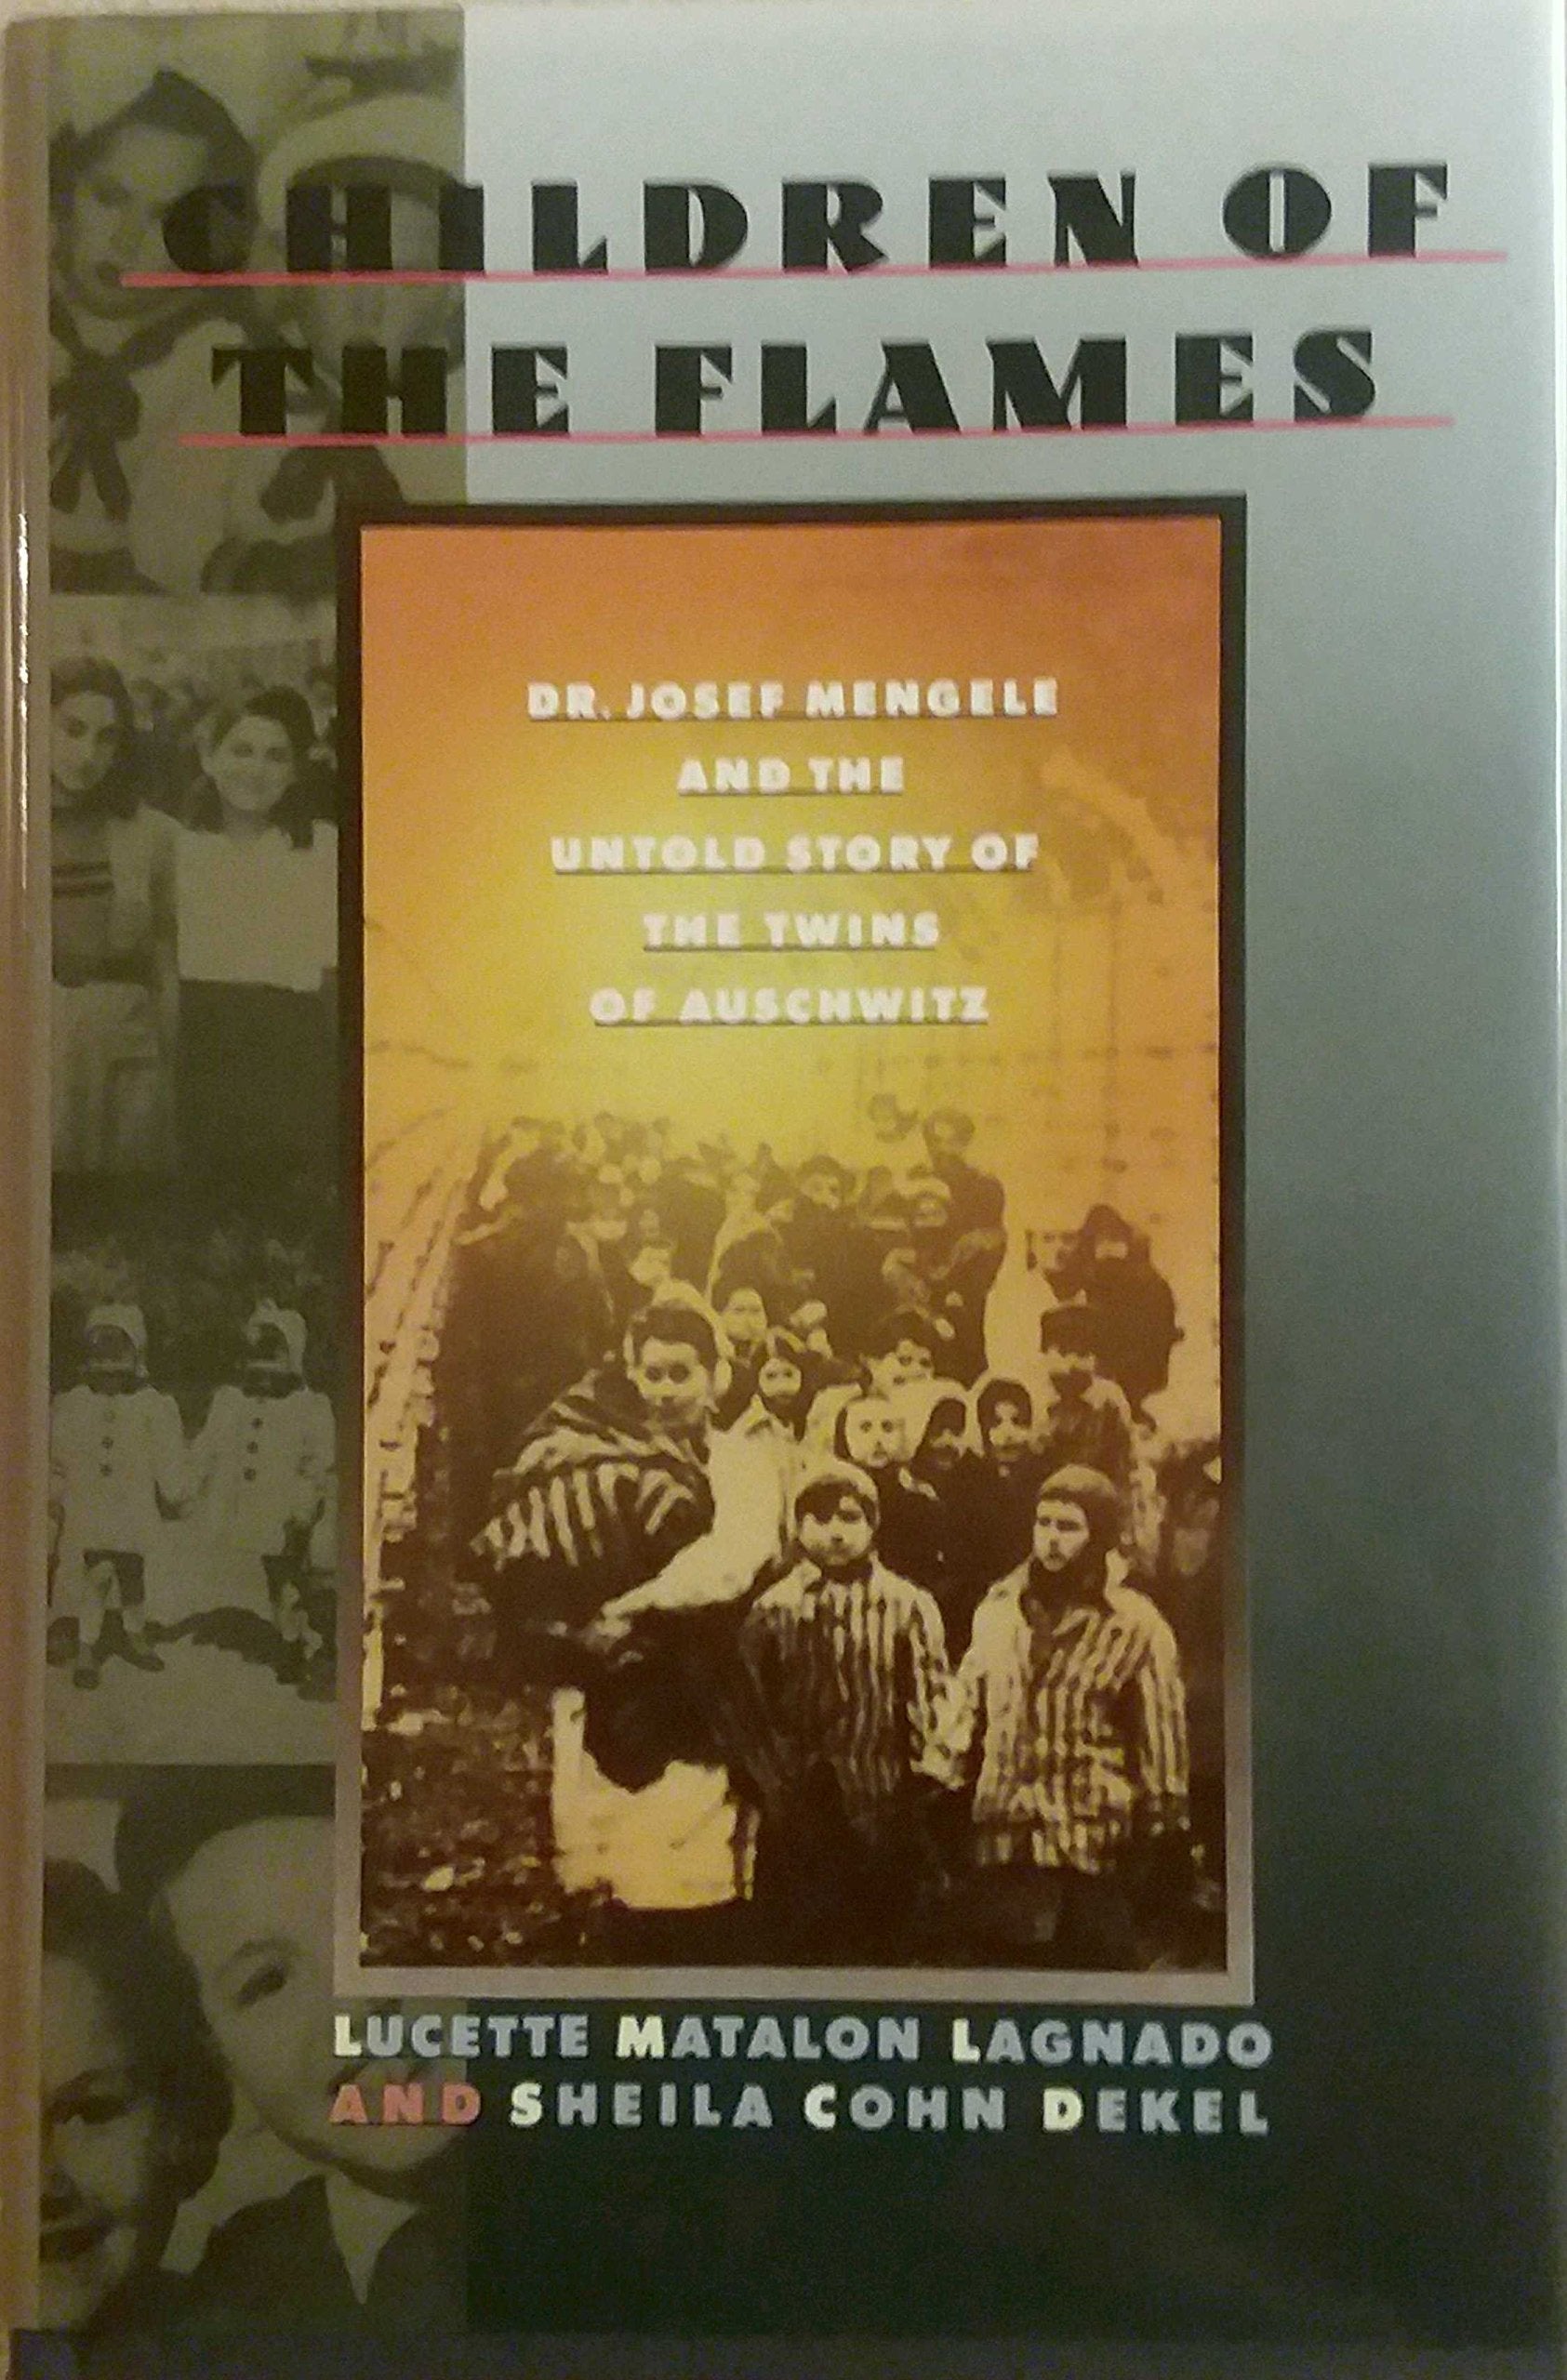 CHILDREN OF
THE FLAMES
DR. JOSEF MENGELE
AND THE
UNTOLD STORY OF
THE TWINS
OF AUSCHWITZ
LUCETTE MATALON LAGNADO
AND SHEILA COHN DEKEL